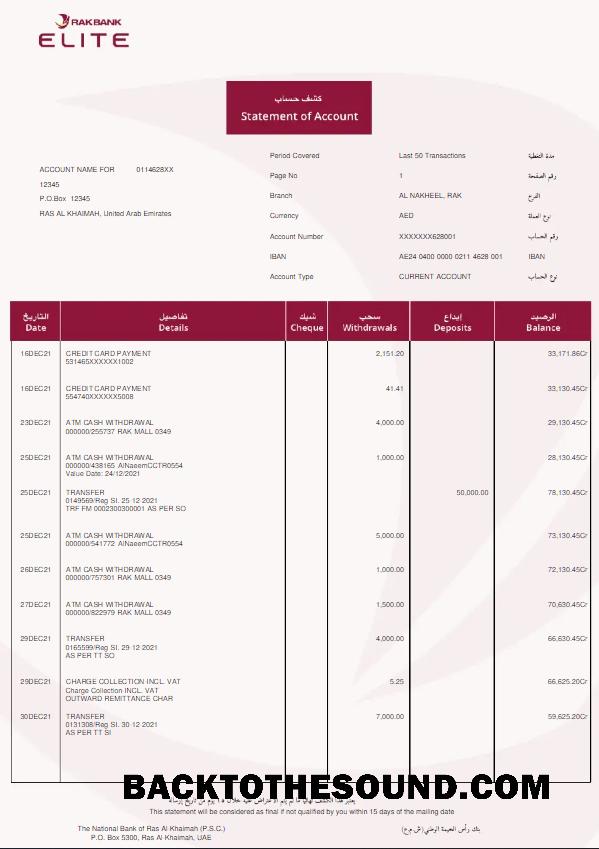 RAKBANK
ELITE
كشف حساب
Statement of Account
Period Covered Last 50 Transactions مدة التغطية
ACCOUNT NAME FOR 0114628XX
Page No 1 رقم الصفحة
12345
Branch AL NAKHEEL, RAK الفرع
P.O.Box 12345
RAS AL KHAIMAH, United Arab Emirates
Currency AED نوع العملة
Account Number XXXXXXX628001 رقم الحساب
IBAN AE24 0400 0000 0211 4628 001 IBAN
Account Type CURRENT ACCOUNT نوع الحساب
التاريخ تفاصيل شيك سحب إيداع الرصيد
Date Details Cheque Withdrawals Deposits Balance
16DEC21 CREDIT CARD PAYMENT 2,151.20 33,171.86Cr
531465XXXXXX1002
16DEC21 CREDIT CARD PAYMENT 41.41 33,130.45Cr
554740XXXXXX5008
23DEC21 ATM CASH WITHDRAWAL 4,000.00 29,130.45Cr
000000/255737 RAK MALL 0349
25DEC21 ATM CASH WITHDRAWAL 1,000.00 28,130.45Cr
000000/438165 AlNaeemCCTR0554
Value Date: 24/12/2021
25DEC21 TRANSFER 50,000.00 78,130.45Cr
0149569/Reg SI. 25-12-2021
TRF FM 0002300300001 AS PER SO
25DEC21 ATM CASH WITHDRAWAL 5,000.00 73,130.45Cr
000000/541772 AlNaeemCCTR0554
26DEC21 ATM CASH WITHDRAWAL 1,000.00 72,130.45Cr
000000/757301 RAK MALL 0349
27DEC21 ATM CASH WITHDRAWAL 1,500.00 70,630.45Cr
000000/822979 RAK MALL 0349
29DEC21 TRANSFER 4,000.00 66,630.45Cr
0165599/Reg SI. 29-12-2021
AS PER TT SO
29DEC21 CHARGE COLLECTION-INCL. VAT 5.25 66,625.20Cr
Charge Collection-INCL. VAT
OUTWARD REMITTANCE CHAR
30DEC21 TRANSFER 7,000.00 59,625.20Cr
0131308/Reg SI. 30-12-2021
AS PER TT SI
BACKTOTHESOUND.COM
يعتبر هذا الكشف نهائيا ما لم يتم الاعتراض عليه خلال ١٥ يوم من تاريخ إرساله
This statement will be considered as final if not qualified by you within 15 days of the mailing date
The National Bank of Ras Al-Khaimah (P.S.C.) بنك رأس الخيمة الوطني (ش.م.ع)
P.O. Box 5300, Ras Al-Khaimah, UAE